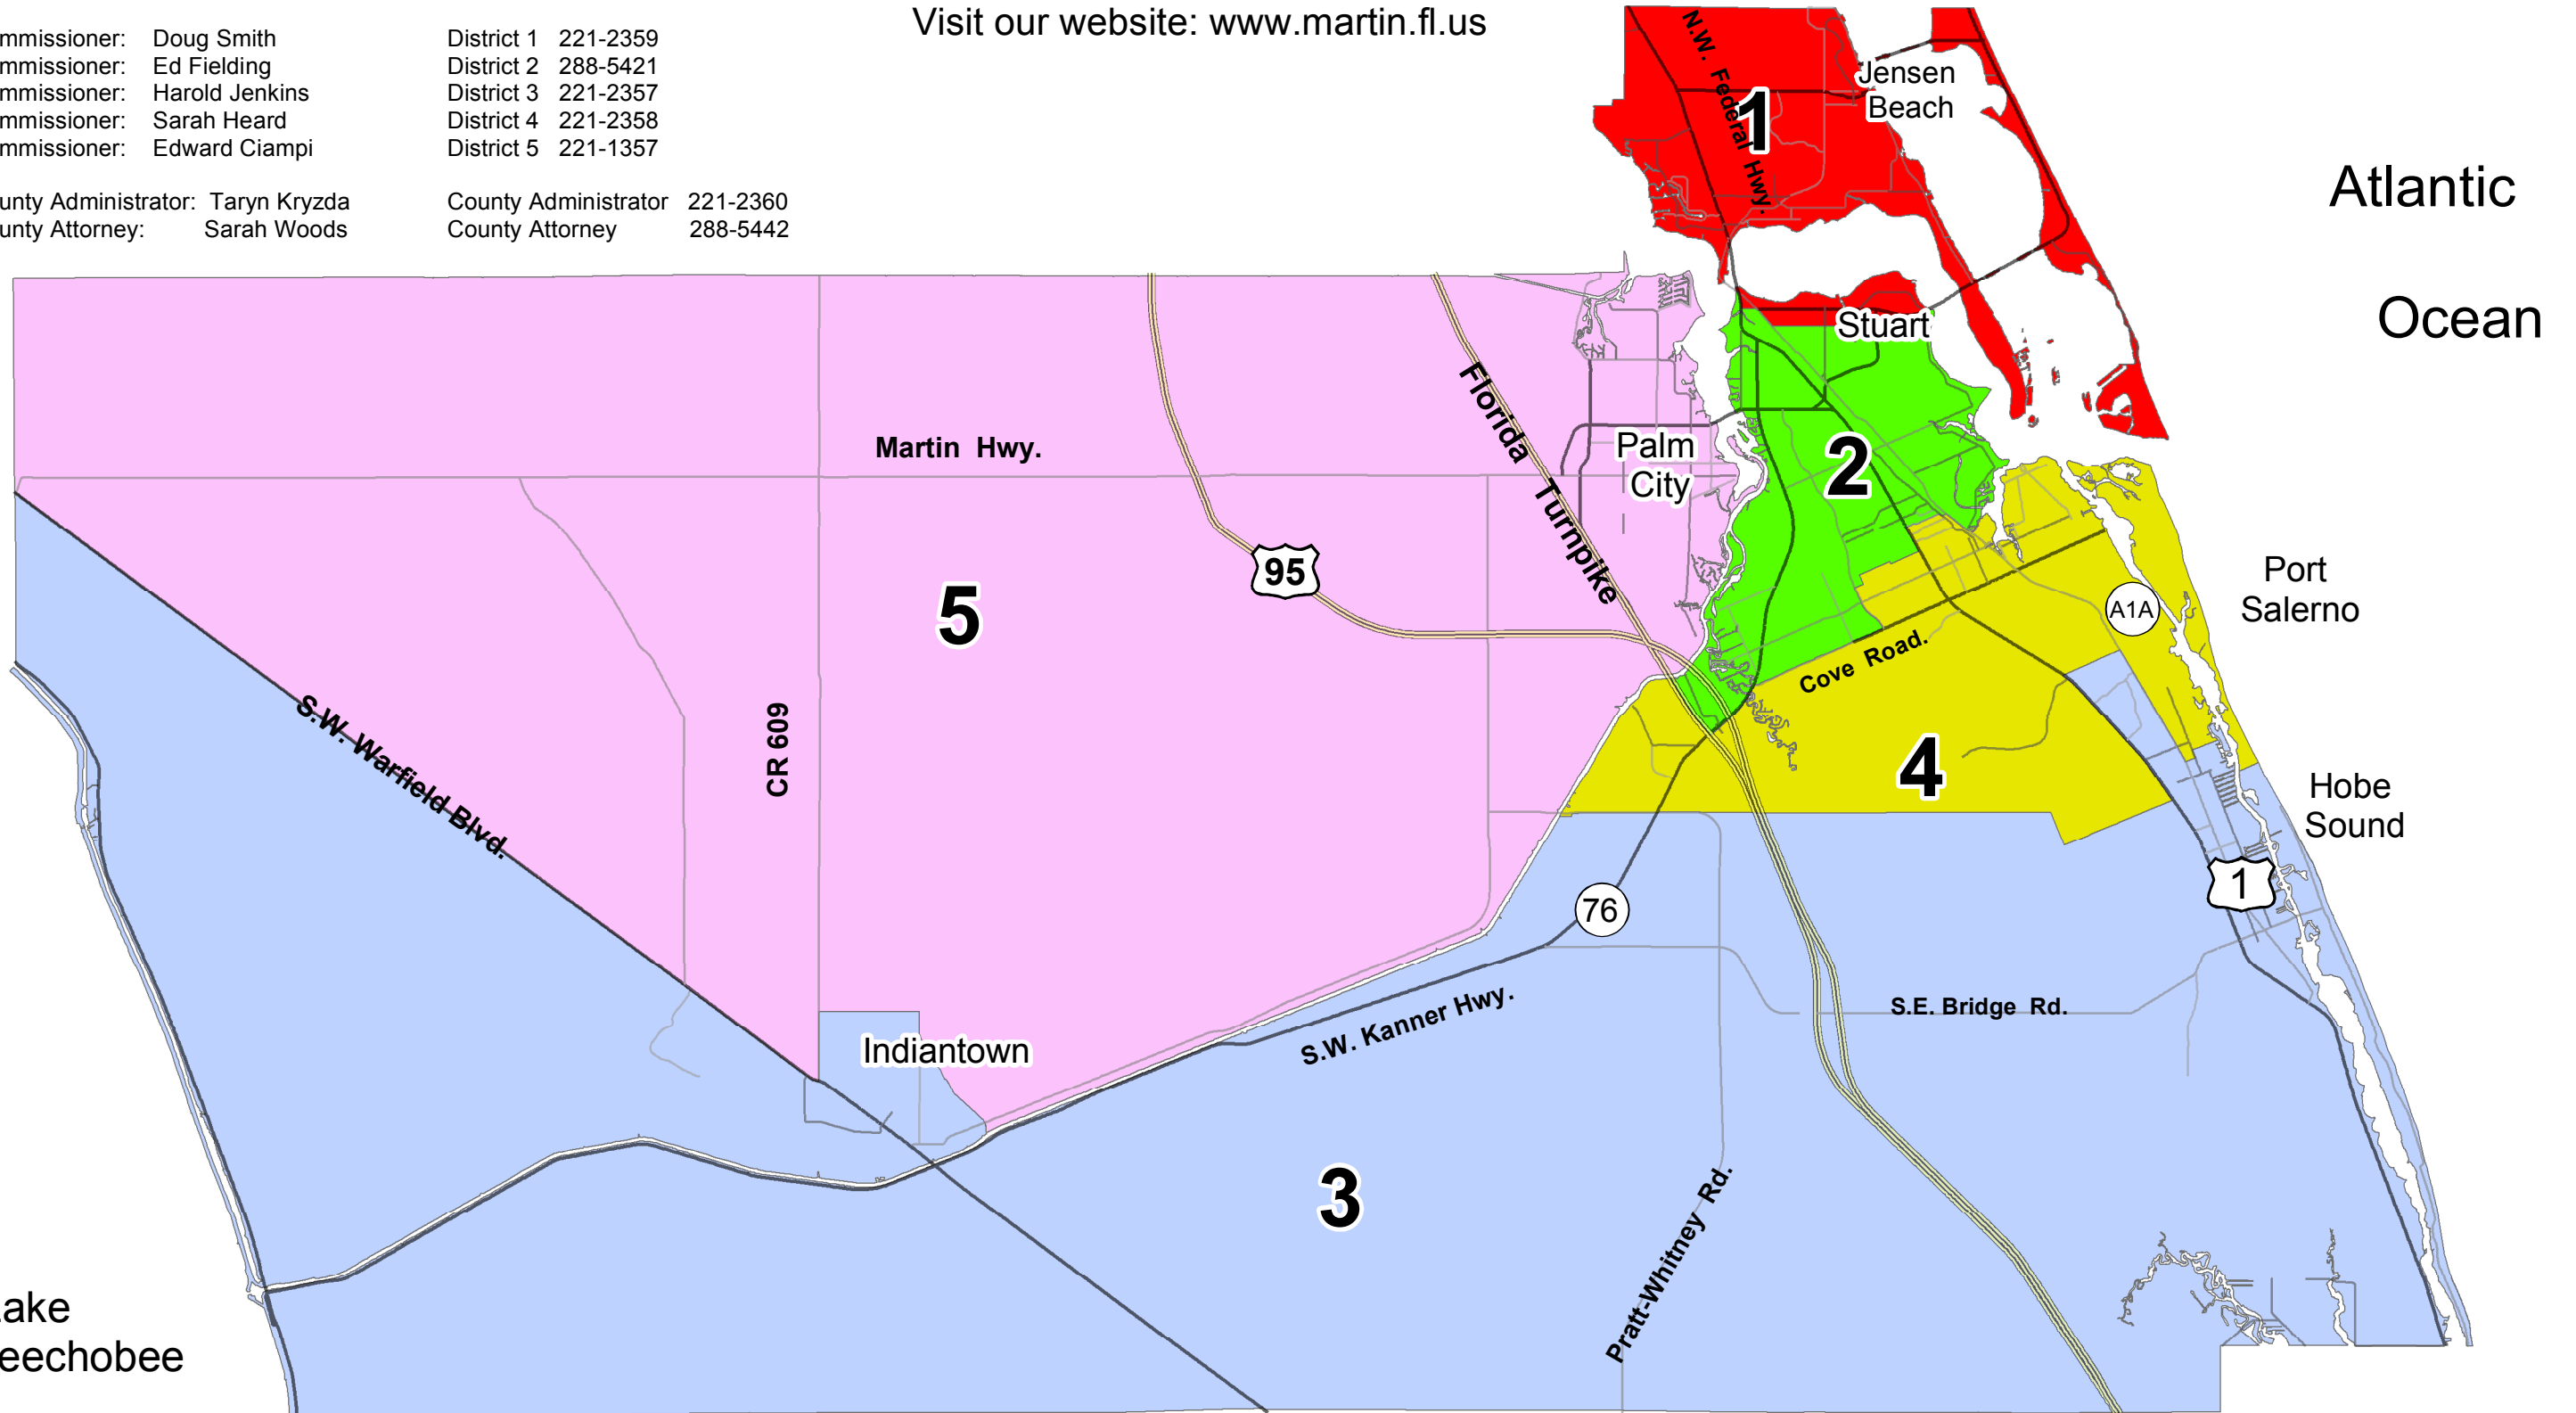 Visit our website: www.martin.fl.us
mmissioner: Doug Smith District 1 221-2359
mmissioner: Ed Fielding District 2 288-5421
mmissioner: Harold Jenkins District 3 221-2357
mmissioner: Sarah Heard District 4 221-2358
mmissioner: Edward Ciampi District 5 221-1357
unty Administrator: Taryn Kryzda County Administrator 221-2360
unty Attorney: Sarah Woods County Attorney 288-5442
N.W. Federal Hwy.
1
Jensen
Beach
Atlantic
Ocean
Stuart
Florida Turnpike
Martin Hwy.
Palm
City
2
95
5
Port
Salerno
A1A
Cove Road.
S.W. Warfield Blvd.
CR 609
4
Hobe
Sound
1
76
S.E. Bridge Rd.
S.W. Kanner Hwy.
Indiantown
3
Pratt-Whitney Rd.
ake
eechobee